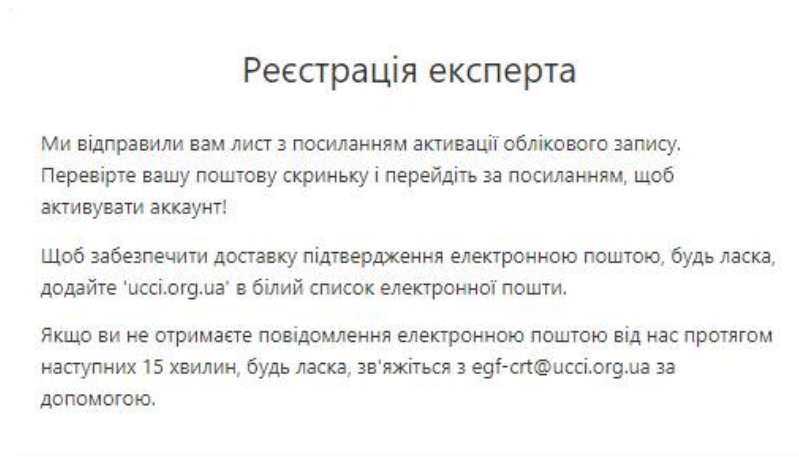 Реєстрація експерта
Ми відправили вам лист з посиланням активації облікового запису.
Перевірте вашу поштову скриньку і перейдіть за посиланням, щоб
активувати аккаунт!
Щоб забезпечити доставку підтвердження електронною поштою, будь ласка,
додайте 'ucci.org.ua' в білий список електронної пошти.
Якщо ви не отримаєте повідомлення електронною поштою від нас протягом
наступних 15 хвилин, будь ласка, зв'яжіться з egf-crt@ucci.org.ua за
допомогою.